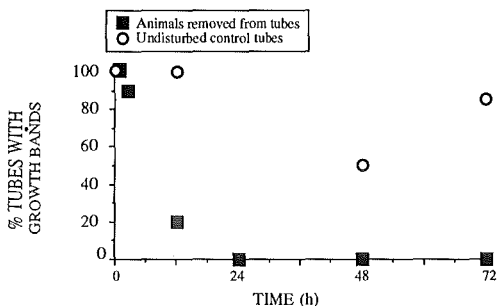 Animals removed from tubes
Undisturbed control tubes
% TUBES WITH
GROWTH BANDS
100
80
60
40
20
0
0
24
48
72
TIME (h)